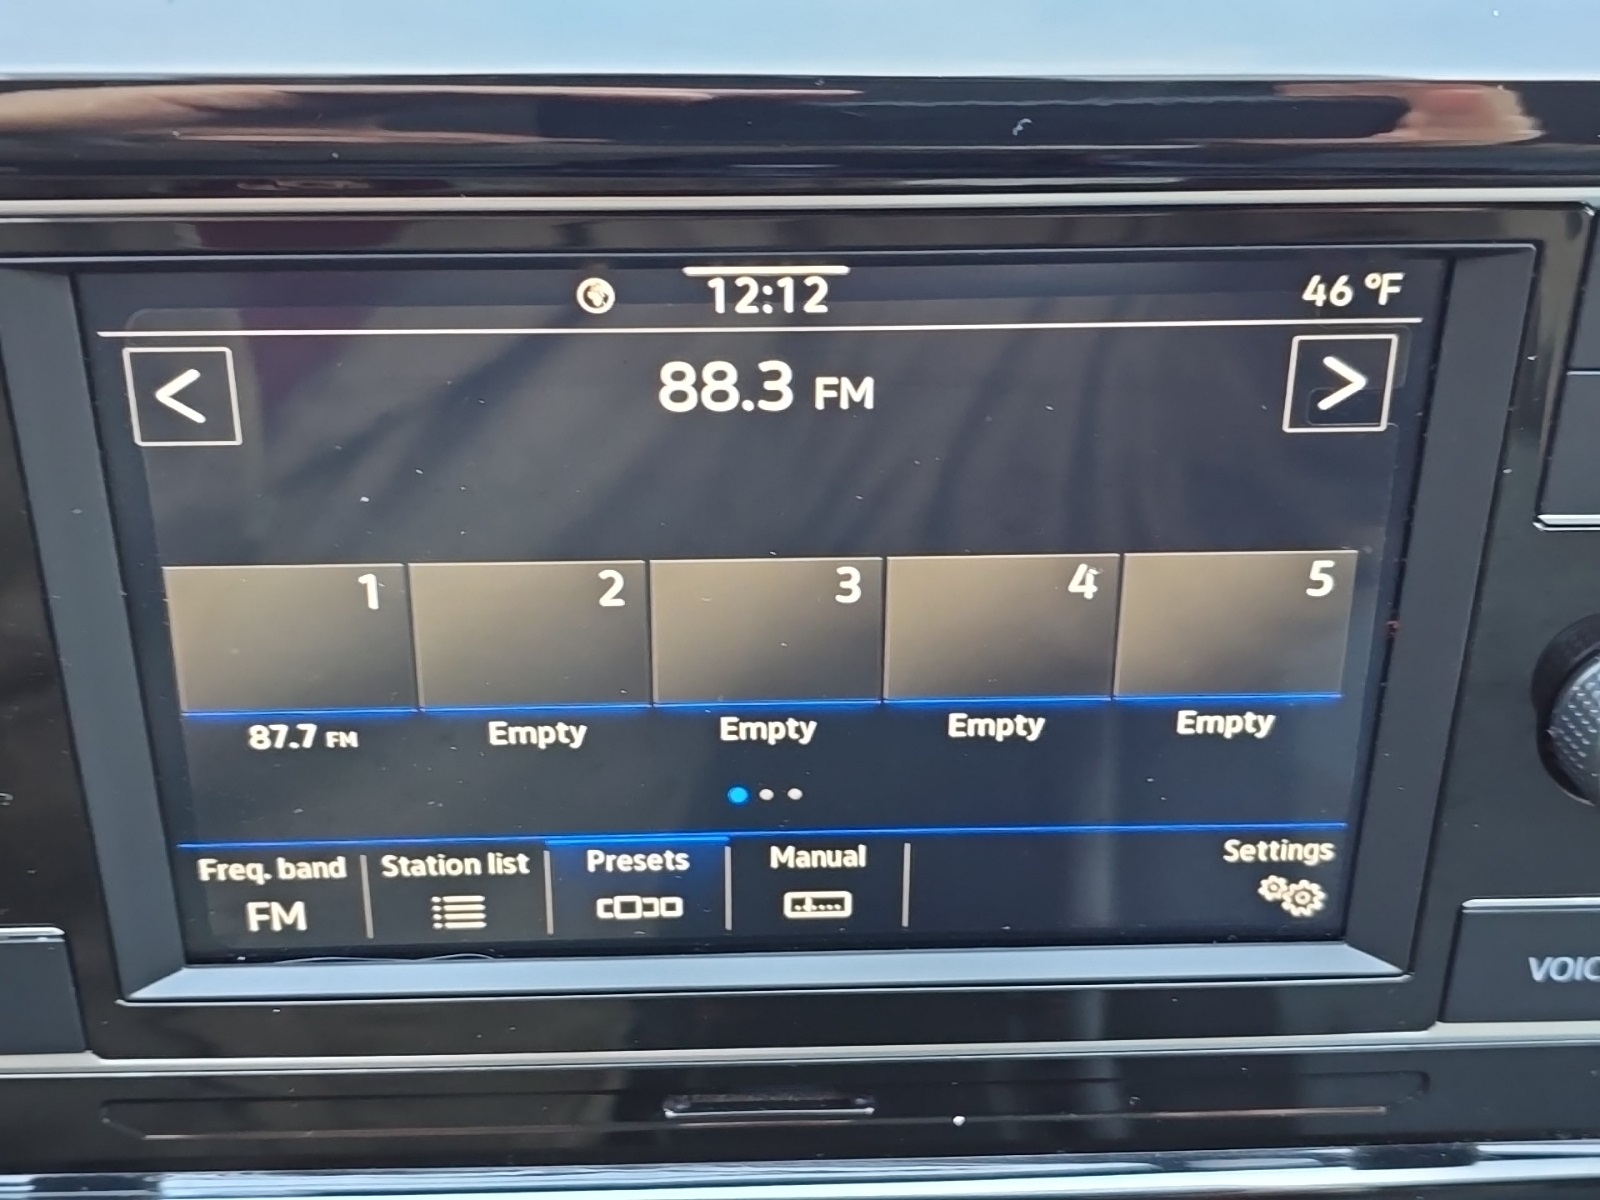 12:12
46 °F
<
88.3 FM
>
1
2
3
4
5
87.7 FM
Empty
Empty
Empty
Empty
Freq. band
Station list
Presets
Manual
Settings
FM